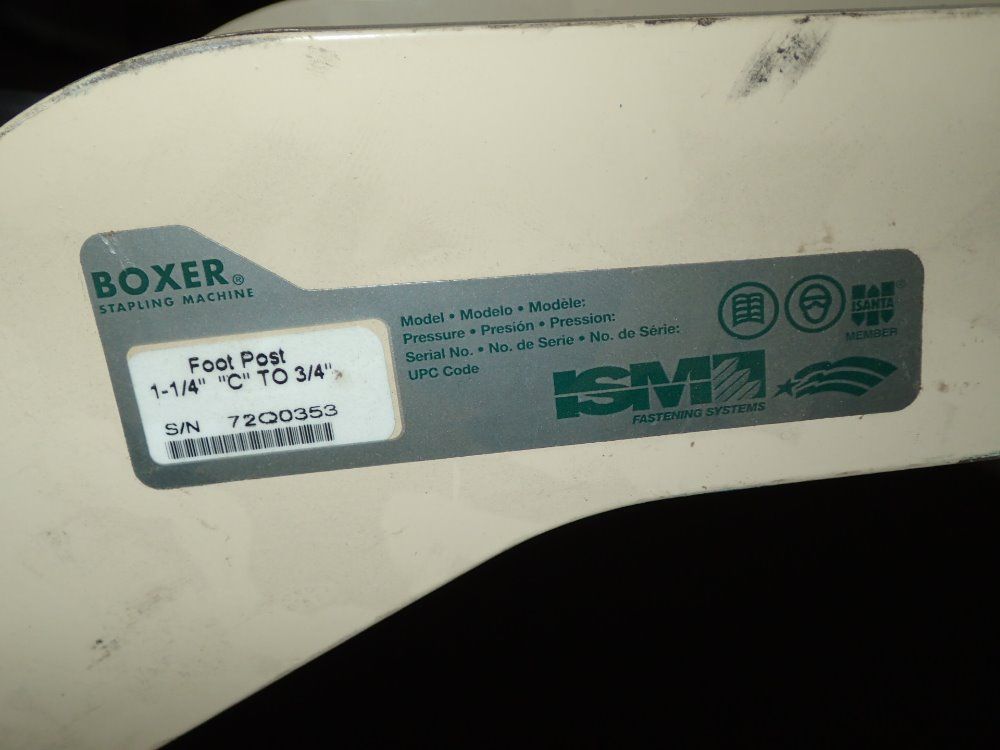 BOXER®
STAPLING MACHINE
Foot Post
1-1/4" "C" TO 3/4"
S/N 72Q0353
Model • Modelo • Modèle:
Pressure • Presión • Pression:
Serial No. • No. de Serie • No. de Série:
UPC Code
ISM
FASTENING SYSTEMS
ISANTA®
MEMBER